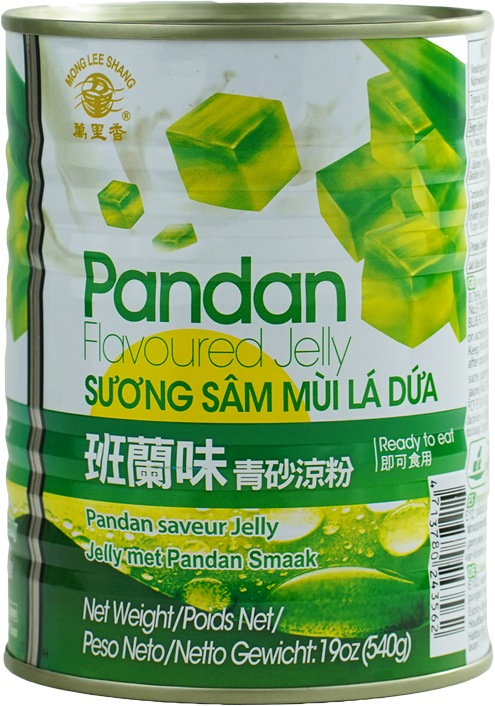 MONG LEE SHANG
®
萬里香
Pandan
Flavoured Jelly
SƯƠNG SÂM MÙI LÁ DỨA
班蘭味 青砂涼粉
Ready to eat
即可食用
Pandan saveur Jelly
Jelly met Pandan Smaak
Net Weight/Poids Net/
Peso Neto/Netto Gewicht: 19oz (540g)
4713780243562